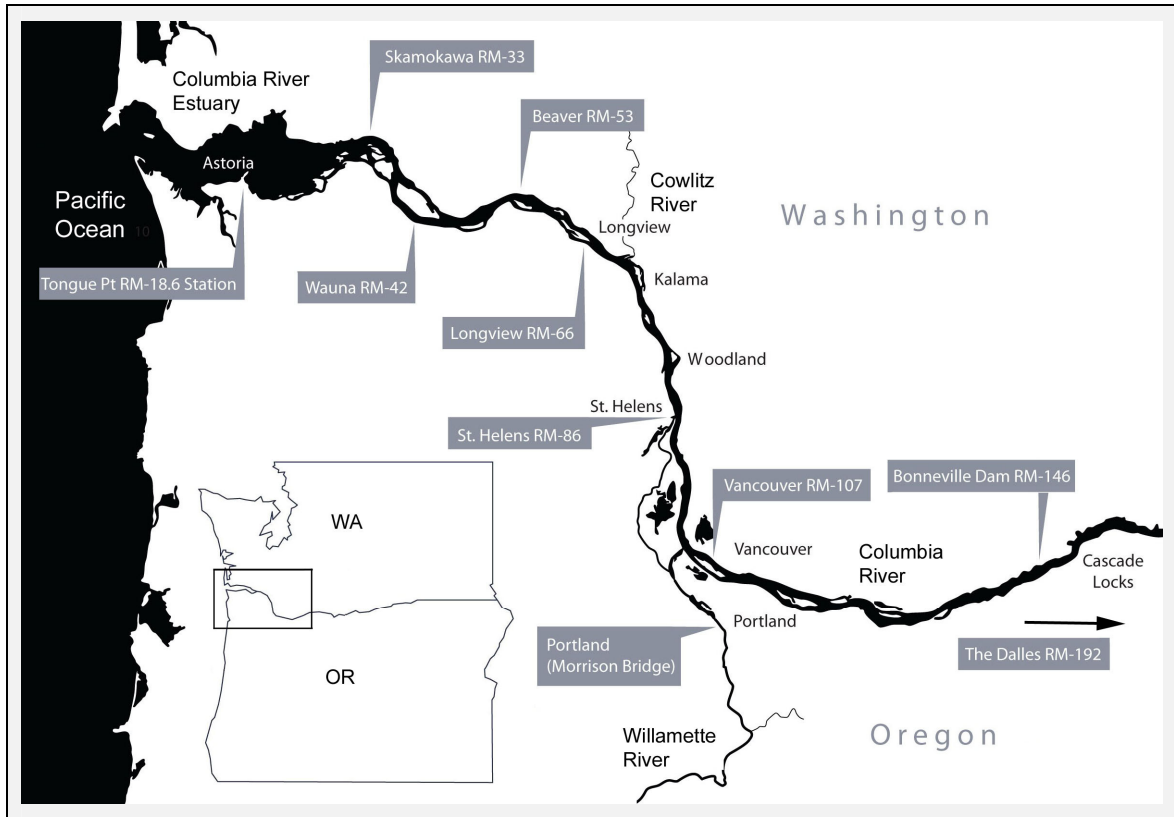 Skamokawa RM-33
Columbia River
Estuary
Beaver RM-53
Astoria
Cowlitz
River
Pacific
Ocean
10
Washington
Longview
Tongue Pt RM-18.6 Station
Wauna RM-42
Kalama
Longview RM-66
Woodland
St. Helens
St. Helens RM-86
Vancouver RM-107
Bonneville Dam RM-146
WA
Vancouver
Columbia
River
Cascade
Locks
Portland
Portland
(Morrison Bridge)
The Dalles RM-192
OR
Willamette
River
Oregon